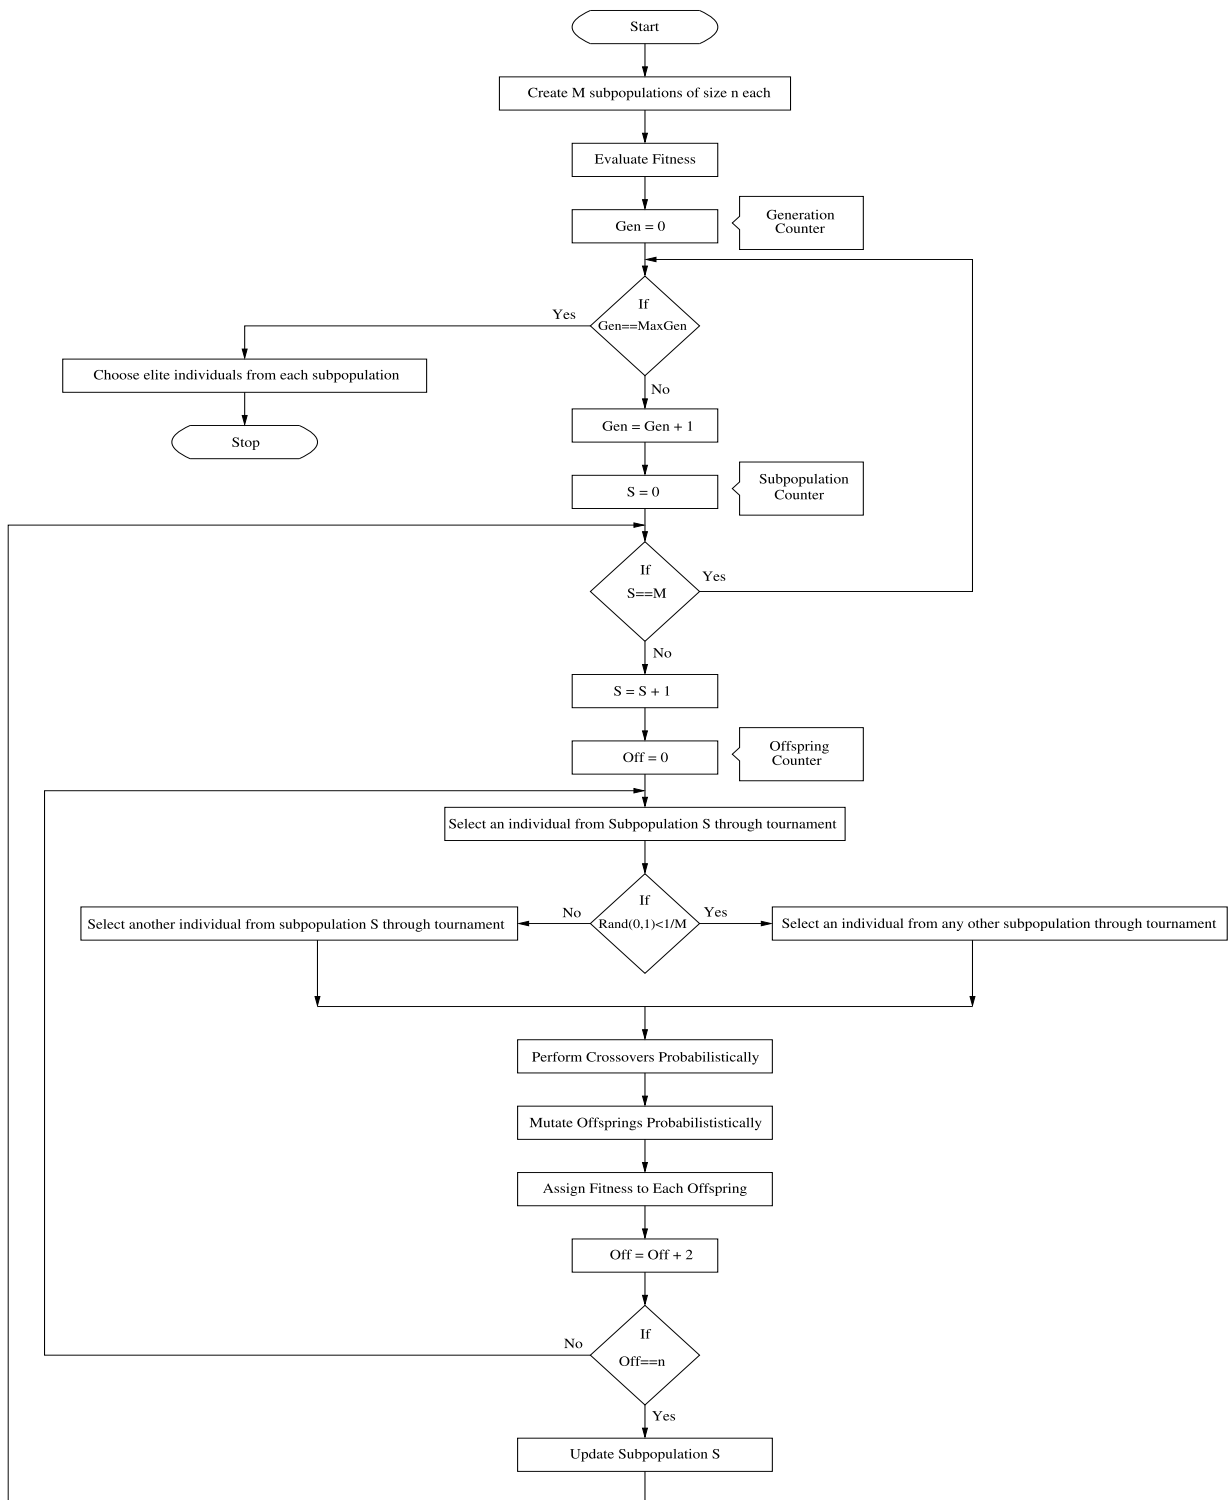 Start
Create M subpopulations of size n each
Evaluate Fitness
Gen = 0
Generation
Counter
If
Gen==MaxGen
Yes
No
Choose elite individuals from each subpopulation
Stop
Gen = Gen + 1
S = 0
Subpopulation
Counter
If
S==M
Yes
No
S = S + 1
Off = 0
Offspring
Counter
Select an individual from Subpopulation S through tournament
If
Rand(0,1)<1/M
No
Yes
Select another individual from subpopulation S through tournament
Select an individual from any other subpopulation through tournament
Perform Crossovers Probabilistically
Mutate Offsprings Probabilististically
Assign Fitness to Each Offspring
Off = Off + 2
If
Off==n
No
Yes
Update Subpopulation S